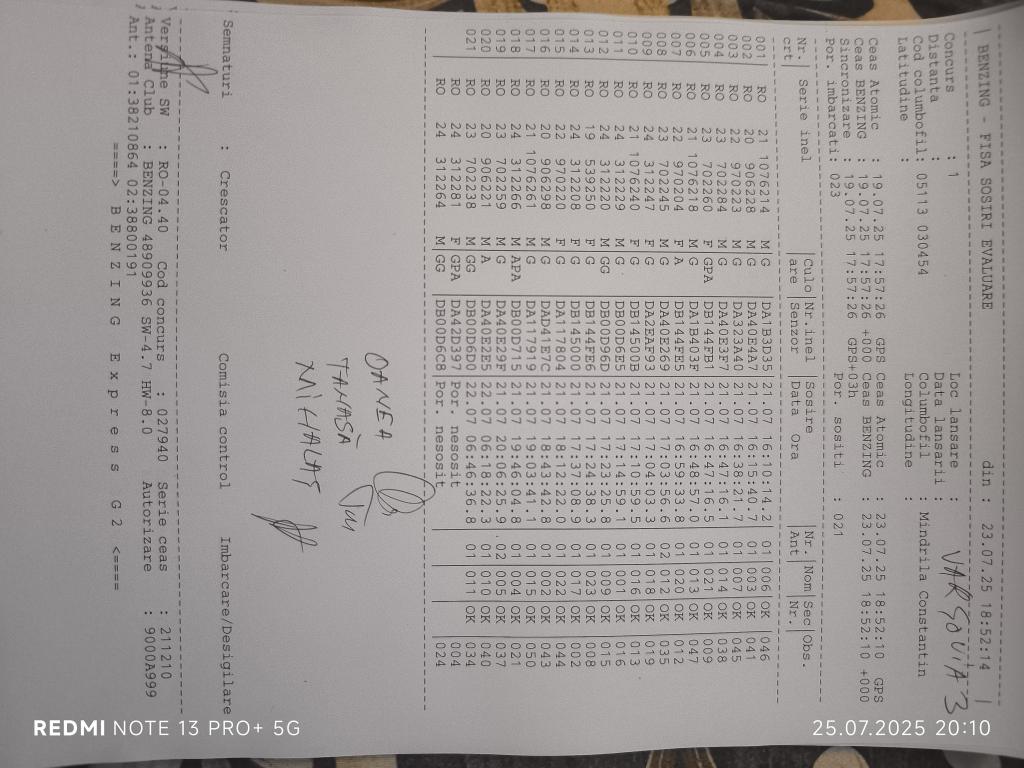 | BENZING - FISA SOSIRI EVALUARE din : 23.07.25 18:52:14 |
VARSOVIA 3
Concurs : 1 Loc lansare :
Distanta : Data lansarii :
Cod columbofil: 05113 030454 Columbofil : Mindrila Constantin
Latitudine : Longitudine :
Ceas Atomic : 19.07.25 17:57:26 GPS Ceas Atomic : 23.07.25 18:52:10 GPS
Ceas BENZING : 19.07.25 17:57:26 +000 Ceas BENZING : 23.07.25 18:52:10 +000
Sincronizare : 19.07.25 17:57:26 GPS+03h
Por. imbarcati: 023 Por. sositi : 021
Nr. | Serie inel |Culo|Nr.inel |Sosire |Nr.|Nom|Sec|Obs.
crt| |are |Senzor |Data Ora |Ant| |Nr.|
001 RO 21 1076214 M G DA1B3D35 21.07 16:10:14.2 01 006 OK 046
002 RO 20 906228 M G DA40E4A7 21.07 16:15:40.7 01 003 OK 041
003 RO 22 970223 M G DA323A40 21.07 16:38:21.7 01 007 OK 045
004 RO 23 702284 M G DA40E3F7 21.07 16:47:16.1 01 014 OK 038
005 RO 23 702260 F GPA DB144FB1 21.07 16:47:16.5 01 021 OK 009
006 RO 21 1076218 M G DA1B403F 21.07 16:48:57.0 01 013 OK 047
007 RO 22 970204 F A DB144FE5 21.07 16:59:33.8 01 020 OK 012
008 RO 23 702245 M G DA40E269 21.07 17:03:56.6 02 012 OK 035
009 RO 24 312247 F G DA2EAF93 21.07 17:04:03.3 01 018 OK 019
010 RO 21 1076240 F G DB14500B 21.07 17:10:59.5 01 016 OK 013
011 RO 24 312229 M G DB00D6E5 21.07 17:14:59.1 01 001 OK 016
012 RO 24 312220 M GG DB00D96D 21.07 17:23:25.8 01 009 OK 015
013 RO 19 539250 F G DB144FE6 21.07 17:24:28.3 01 023 OK 008
014 RO 24 312208 F G DB145000 21.07 17:37:08.9 01 017 OK 002
015 RO 22 970220 F G DA117804 21.07 18:12:22.0 01 022 OK 044
016 RO 20 906298 M G DAD41E7C 21.07 18:43:42.8 01 002 OK 043
017 RO 21 1076261 M G DA117919 21.07 19:03:41.1 01 015 OK 050
018 RO 24 312266 M APA DB00D715 21.07 19:46:04.8 01 004 OK 021
019 RO 23 702259 M G DA40E29F 21.07 20:06:29.9 02 005 OK 037
020 RO 20 906221 M A DA40E2E5 22.07 06:18:22.3 01 010 OK 040
021 RO 23 702238 M GG DB00D6D0 22.07 06:46:36.8 01 011 OK 034
RO 24 312281 F GPA DA42D397 Por. nesosit 004
RO 24 312264 M GG DB00D6C8 Por. nesosit 024
DANEA
TANASĂ
MIHALAȘ
Semnaturi : Crescator Comisia control Imbarcare/Desigilare
Versiune SW : RO-04.40 Cod concurs : 027940 Serie ceas : 211210
Antena Club : BENZING 48909936 SW-4.7 HW-8.0 Autorizare : 9000A999
Ant.: 01:38210864 02:38800191
====> B E N Z I N G E x p r e s s G 2 <====
REDMI NOTE 13 PRO+ 5G
25.07.2025 20:10